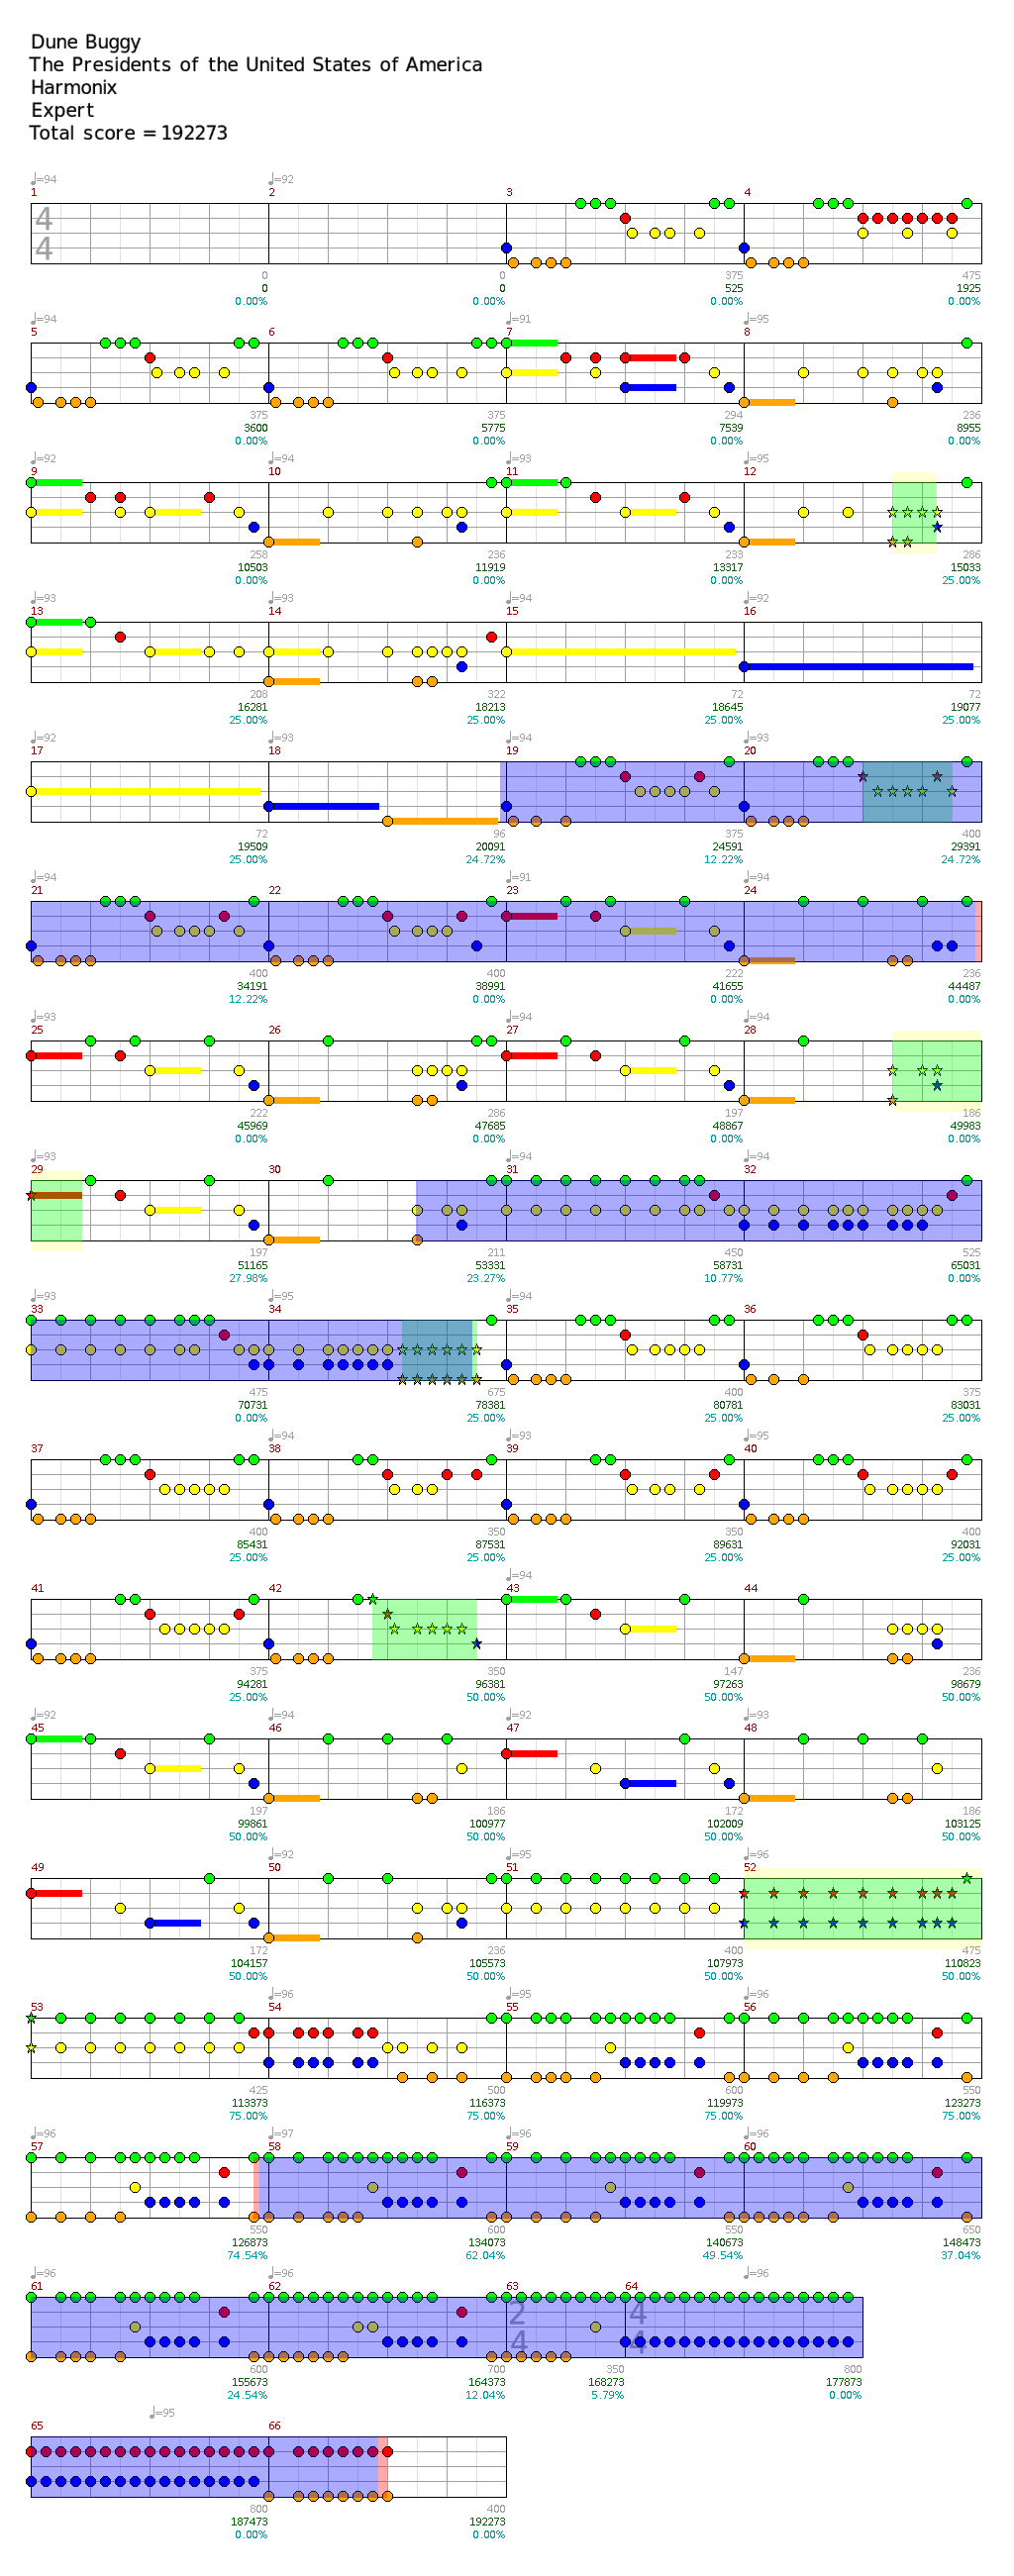 Dune Buggy
The Presidents of the United States of America
Harmonix
Expert
Total score = 192273
♩=94 ♩=92
1 2 3 4
4
4
0 0 375 475
0 0 525 1925
0.00% 0.00% 0.00% 0.00%
♩=94 ♩=91 ♩=95
5 6 7 8
375 375 294 236
3600 5775 7539 8955
0.00% 0.00% 0.00% 0.00%
♩=92 ♩=94 ♩=93 ♩=95
9 10 11 12
258 236 233 286
10503 11919 13317 15033
0.00% 0.00% 0.00% 25.00%
♩=93 ♩=93 ♩=94 ♩=92
13 14 15 16
208 322 72 72
16281 18213 18645 19077
25.00% 25.00% 25.00% 25.00%
♩=92 ♩=93 ♩=94 ♩=93
17 18 19 20
72 96 375 400
19509 20091 24591 29391
25.00% 24.72% 12.22% 24.72%
♩=94 ♩=91 ♩=94
21 22 23 24
400 400 222 236
34191 38991 41655 44487
12.22% 0.00% 0.00% 0.00%
♩=93 ♩=94 ♩=94
25 26 27 28
222 286 197 186
45969 47685 48867 49983
0.00% 0.00% 0.00% 0.00%
♩=93 ♩=94 ♩=94
29 30 31 32
197 211 450 525
51165 53331 58731 65031
27.98% 23.27% 10.77% 0.00%
♩=93 ♩=95 ♩=94
33 34 35 36
475 675 400 375
70731 78381 80781 83031
0.00% 25.00% 25.00% 25.00%
♩=94 ♩=93 ♩=95
37 38 39 40
400 350 350 400
85431 87531 89631 92031
25.00% 25.00% 25.00% 25.00%
♩=94
41 42 43 44
375 350 147 236
94281 96381 97263 98679
25.00% 50.00% 50.00% 50.00%
♩=92 ♩=94 ♩=92 ♩=93
45 46 47 48
197 186 172 186
99861 100977 102009 103125
50.00% 50.00% 50.00% 50.00%
♩=92 ♩=95 ♩=96
49 50 51 52
172 236 400 475
104157 105573 107973 110823
50.00% 50.00% 50.00% 50.00%
♩=96 ♩=95 ♩=96
53 54 55 56
425 500 600 550
113373 116373 119973 123273
75.00% 75.00% 75.00% 75.00%
♩=96 ♩=97 ♩=96 ♩=96
57 58 59 60
550 600 550 650
126873 134073 140673 148473
74.54% 62.04% 49.54% 37.04%
♩=96 ♩=96 ♩=96
61 62 63 64
2 4
4 4
600 700 350 800
155673 164373 168273 177873
24.54% 12.04% 5.79% 0.00%
♩=95
65 66
800 400
187473 192273
0.00% 0.00%